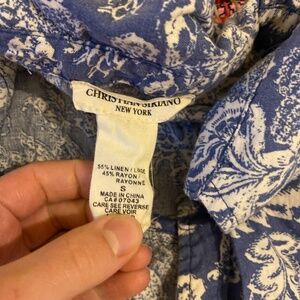 CHRISTIAN SIRIANO
NEW YORK
55% LINEN / LIGE
45% RAYON /
RAYONNE
S
MADE IN CHINA
CA# 07043
CARE SEE REVERSE
CARE VOIR